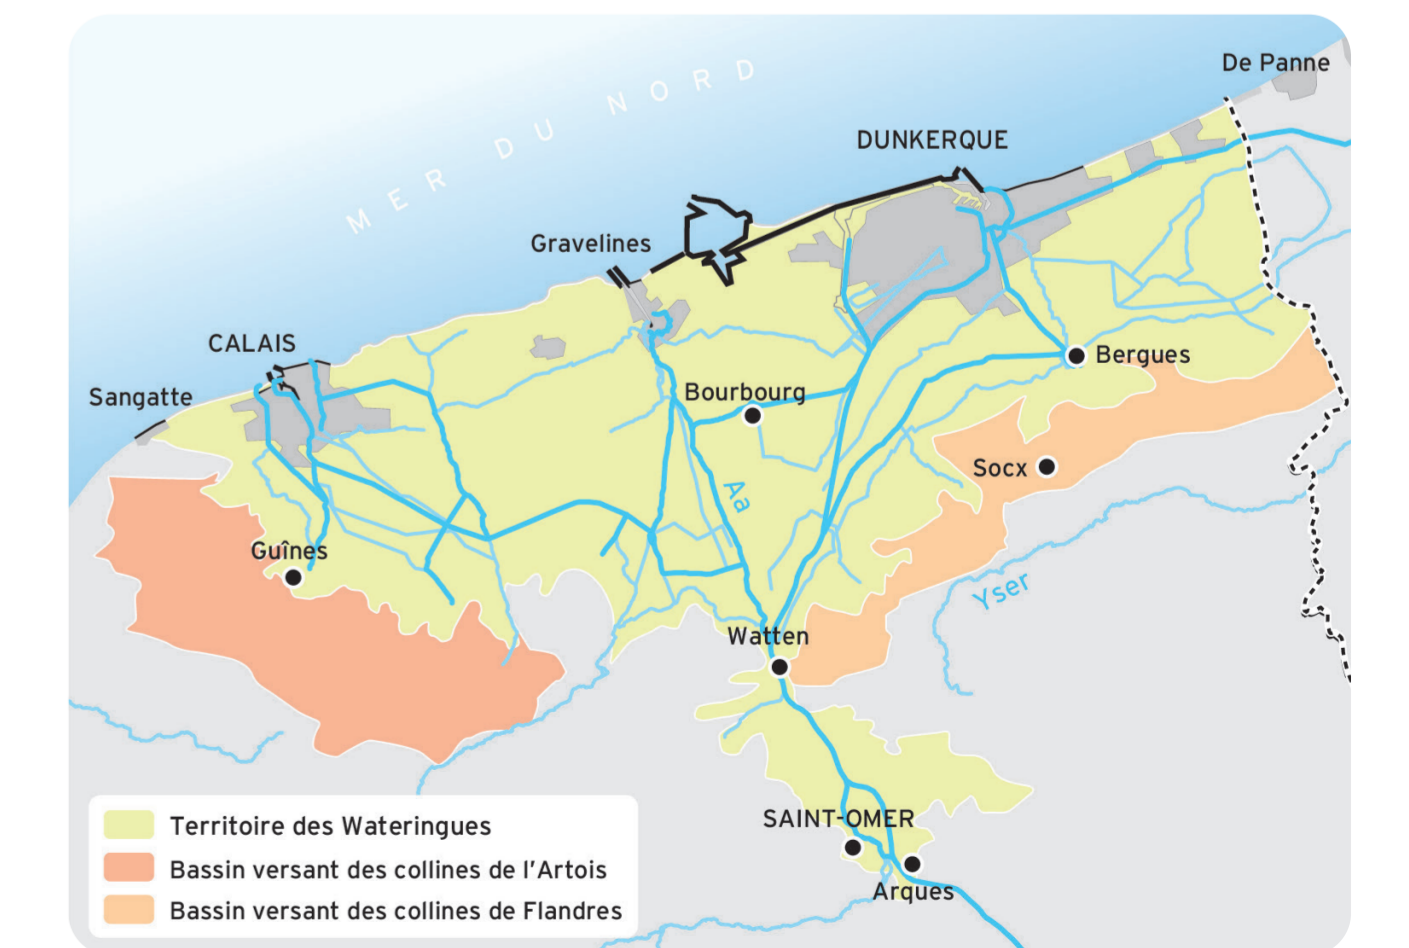 De Panne
MER DU NORD
DUNKERQUE
Gravelines
CALAIS
Bergues
Sangatte
Bourbourg
Socx
Aa
Guînes
Yser
Watten
SAINT-OMER
Arques
Territoire des Wateringues
Bassin versant des collines de l'Artois
Bassin versant des collines de Flandres